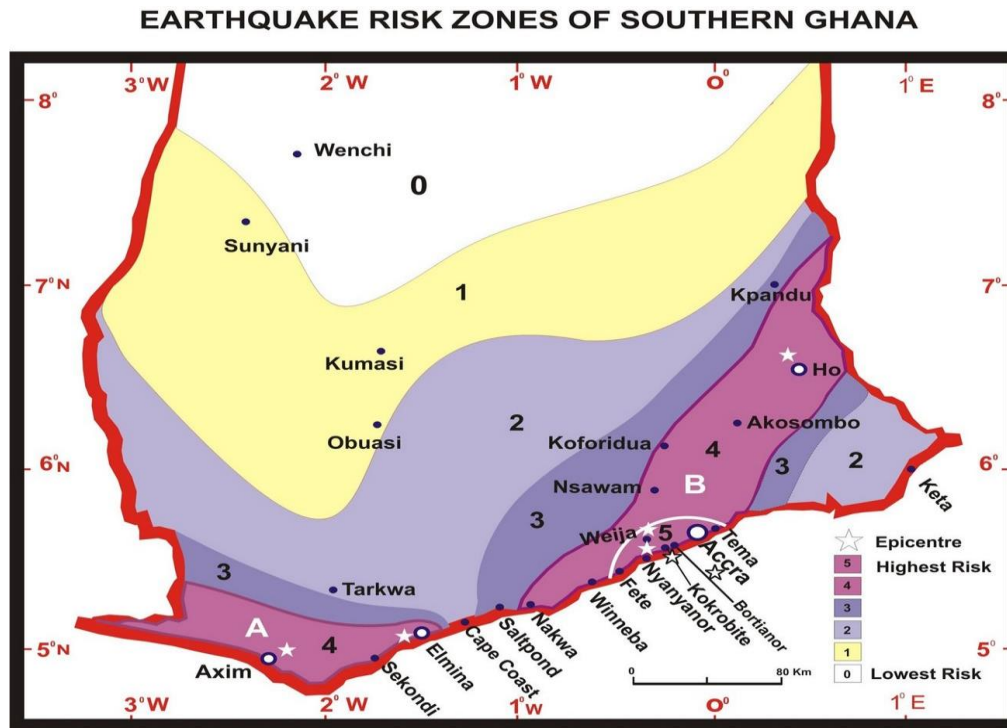 EARTHQUAKE RISK ZONES OF SOUTHERN GHANA
3°W
2°W
1°W
0°
1°E
8°
8°
Wenchi
0
Sunyani
7°N
1
7°
Kpandu
Kumasi
Ho
Obuasi
2
Koforidua
Akosombo
4
3
2
6°N
6°
Nsawam
B
Keta
3
Weija
5
Tema
Accra
Bortianor
Kokrobite
Nyanyanor
Fete
Winneba
Nakwa
Saltpond
Cape Coast
Elmina
Sekondi
3
Tarkwa
A
4
Axim
5°N
5°
Epicentre
5 Highest Risk
4
3
2
1
0 Lowest Risk
0 80 Km
3°W
2°W
1°W
0°
1°E